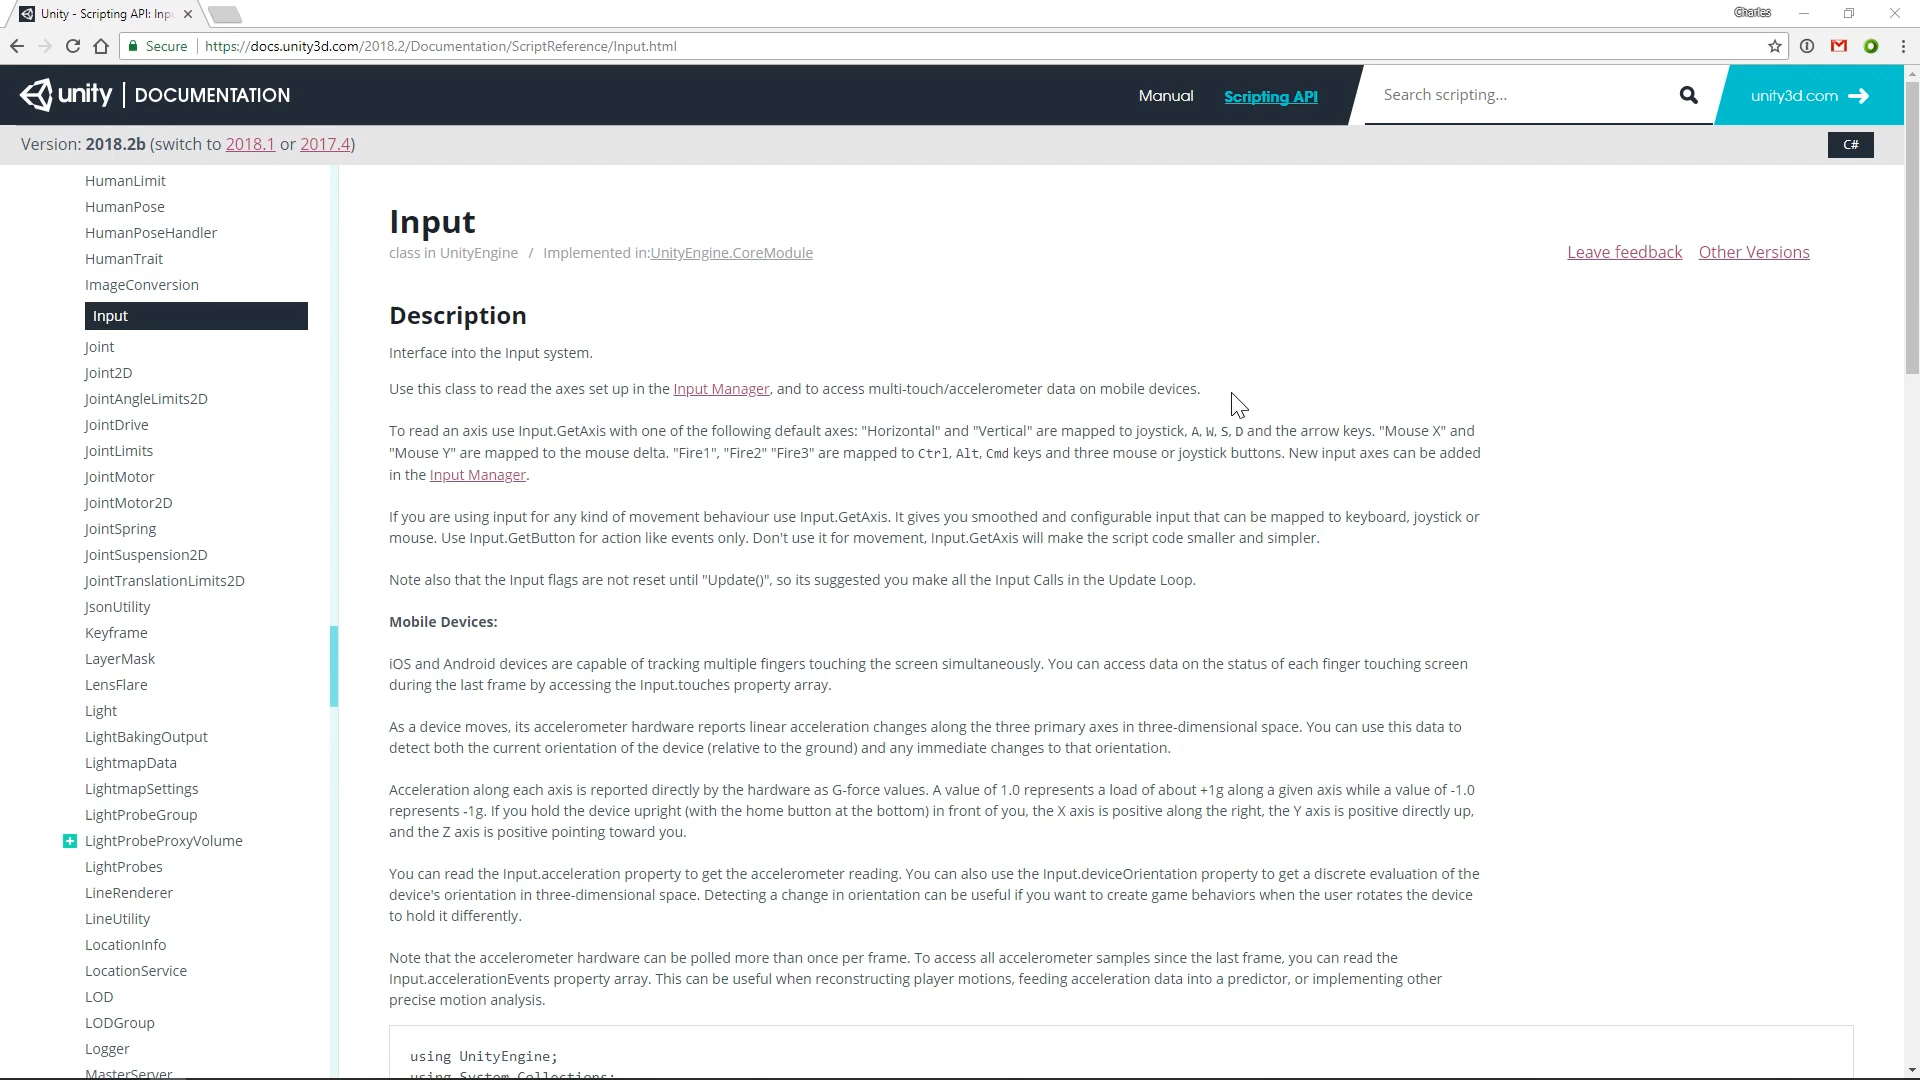 Unity - Scripting API: Inp
Charles
Secure
https://docs.unity3d.com/2018.2/Documentation/ScriptReference/Input.html
unity | DOCUMENTATION
Manual
Scripting API
Search scripting...
unity3d.com
Version: 2018.2b (switch to 2018.1 or 2017.4)
C#
HumanLimit
HumanPose
HumanPoseHandler
HumanTrait
ImageConversion
Input
Joint
Joint2D
JointAngleLimits2D
JointDrive
JointLimits
JointMotor
JointMotor2D
JointSpring
JointSuspension2D
JointTranslationLimits2D
JsonUtility
Keyframe
LayerMask
LensFlare
Light
LightBakingOutput
LightmapData
LightmapSettings
LightProbeGroup
LightProbeProxyVolume
LightProbes
LineRenderer
LineUtility
LocationInfo
LocationService
LOD
LODGroup
Logger
MasterServer
Input
class in UnityEngine / Implemented in:UnityEngine.CoreModule
Leave feedback
Other Versions
Description
Interface into the Input system.
Use this class to read the axes set up in the Input Manager, and to access multi-touch/accelerometer data on mobile devices.
To read an axis use Input.GetAxis with one of the following default axes: "Horizontal" and "Vertical" are mapped to joystick, A, W, S, D and the arrow keys. "Mouse X" and
"Mouse Y" are mapped to the mouse delta. "Fire1", "Fire2" "Fire3" are mapped to Ctrl, Alt, Cmd keys and three mouse or joystick buttons. New input axes can be added
in the Input Manager.
If you are using input for any kind of movement behaviour use Input.GetAxis. It gives you smoothed and configurable input that can be mapped to keyboard, joystick or
mouse. Use Input.GetButton for action like events only. Don't use it for movement, Input.GetAxis will make the script code smaller and simpler.
Note also that the Input flags are not reset until "Update()", so its suggested you make all the Input Calls in the Update Loop.
Mobile Devices:
iOS and Android devices are capable of tracking multiple fingers touching the screen simultaneously. You can access data on the status of each finger touching screen
during the last frame by accessing the Input.touches property array.
As a device moves, its accelerometer hardware reports linear acceleration changes along the three primary axes in three-dimensional space. You can use this data to
detect both the current orientation of the device (relative to the ground) and any immediate changes to that orientation.
Acceleration along each axis is reported directly by the hardware as G-force values. A value of 1.0 represents a load of about +1g along a given axis while a value of -1.0
represents -1g. If you hold the device upright (with the home button at the bottom) in front of you, the X axis is positive along the right, the Y axis is positive directly up,
and the Z axis is positive pointing toward you.
You can read the Input.acceleration property to get the accelerometer reading. You can also use the Input.deviceOrientation property to get a discrete evaluation of the
device's orientation in three-dimensional space. Detecting a change in orientation can be useful if you want to create game behaviors when the user rotates the device
to hold it differently.
Note that the accelerometer hardware can be polled more than once per frame. To access all accelerometer samples since the last frame, you can read the
Input.accelerationEvents property array. This can be useful when reconstructing player motions, feeding acceleration data into a predictor, or implementing other
precise motion analysis.
using UnityEngine;
using System.Collections;